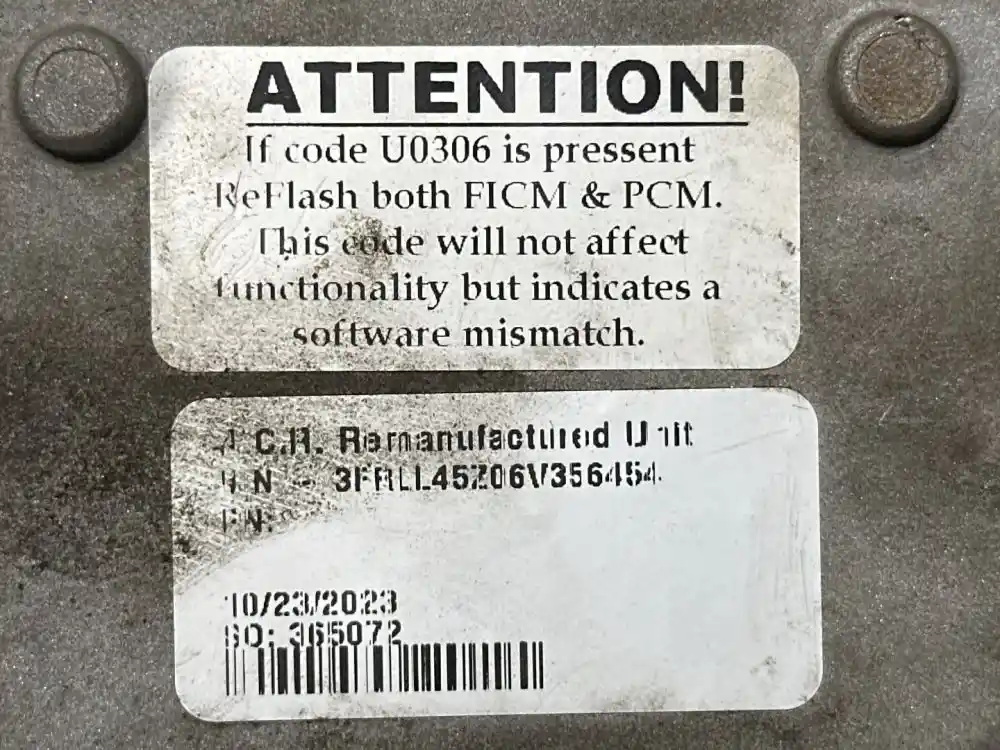 ATTENTION!
If code U0306 is pressent
ReFlash both FICM & PCM.
This code will not affect
functionality but indicates a
software mismatch.
Remanufactured Unit
10/23/2023
SO: 365072